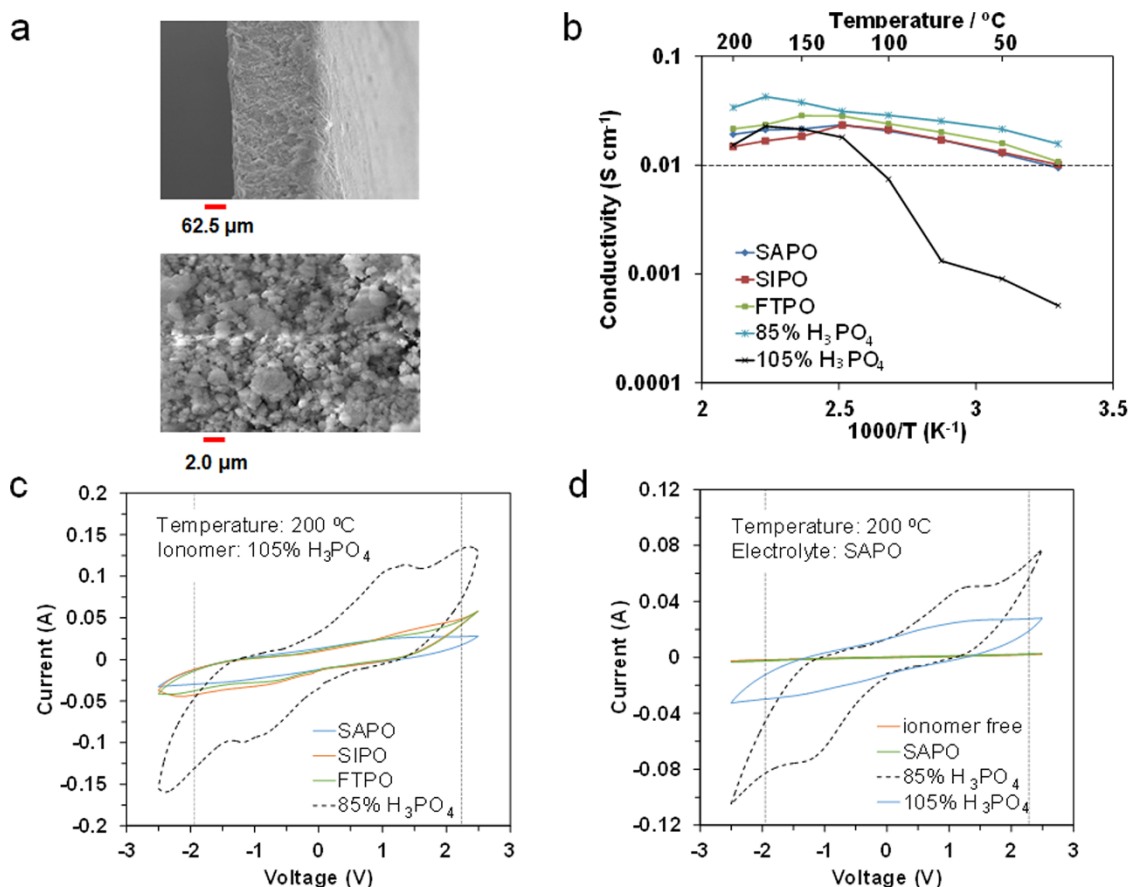 a
62.5 µm
2.0 µm
b
Temperature / ºC
200 150 100 50
0.1
0.01
0.001
0.0001
Conductivity (S cm⁻¹)
SAPO
SIPO
FTPO
85% H₃PO₄
105% H₃PO₄
2 2.5 3 3.5
1000/T (K⁻¹)
c
0.2
0.15
0.1
0.05
0
-0.05
-0.1
-0.15
-0.2
Current (A)
Temperature: 200 ºC
Ionomer: 105% H₃PO₄
SAPO
SIPO
FTPO
85% H₃PO₄
-3 -2 -1 0 1 2 3
Voltage (V)
d
0.12
0.08
0.04
0
-0.04
-0.08
-0.12
Current (A)
Temperature: 200 ºC
Electrolyte: SAPO
ionomer free
SAPO
85% H₃PO₄
105% H₃PO₄
-3 -2 -1 0 1 2 3
Voltage (V)